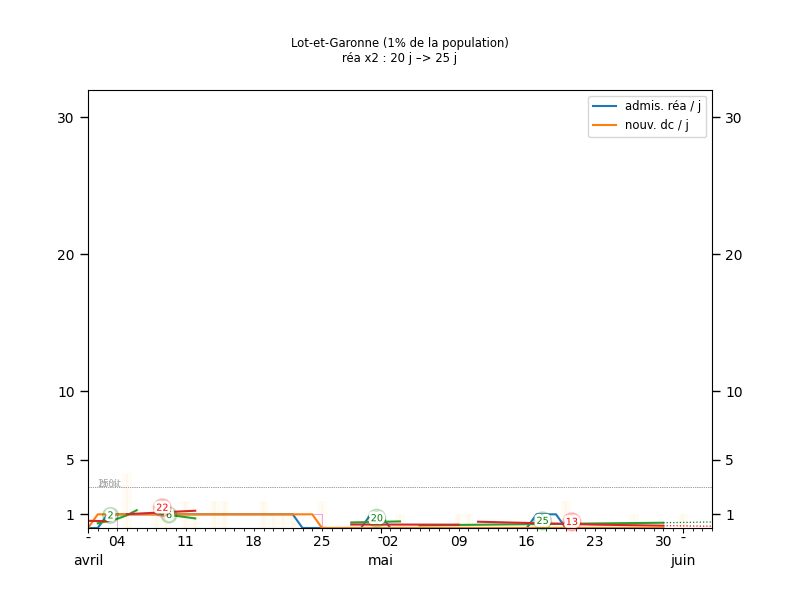 Lot-et-Garonne (1% de la population)
réa x2 : 20 j –> 25 j
30
30
admis. réa / j
nouv. dc / j
20
20
10
10
5
5
1
1
2
22
6
20
25
13
- 04 11 18 25 -02 09 16 23 30 -
avril mai juin